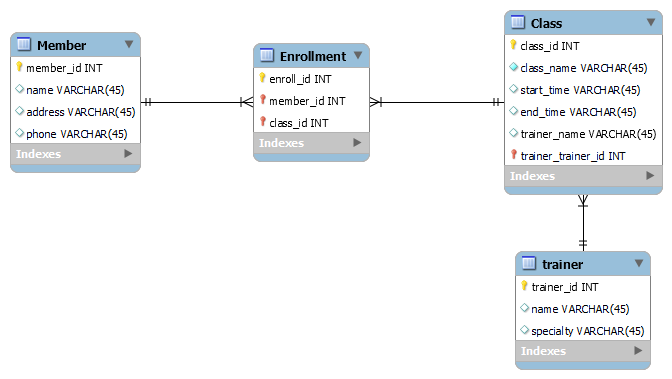 Member
member_id INT
name VARCHAR(45)
address VARCHAR(45)
phone VARCHAR(45)
Indexes
Enrollment
enroll_id INT
member_id INT
class_id INT
Indexes
Class
class_id INT
class_name VARCHAR(45)
start_time VARCHAR(45)
end_time VARCHAR(45)
trainer_name VARCHAR(45)
trainer_trainer_id INT
Indexes
trainer
trainer_id INT
name VARCHAR(45)
specialty VARCHAR(45)
Indexes